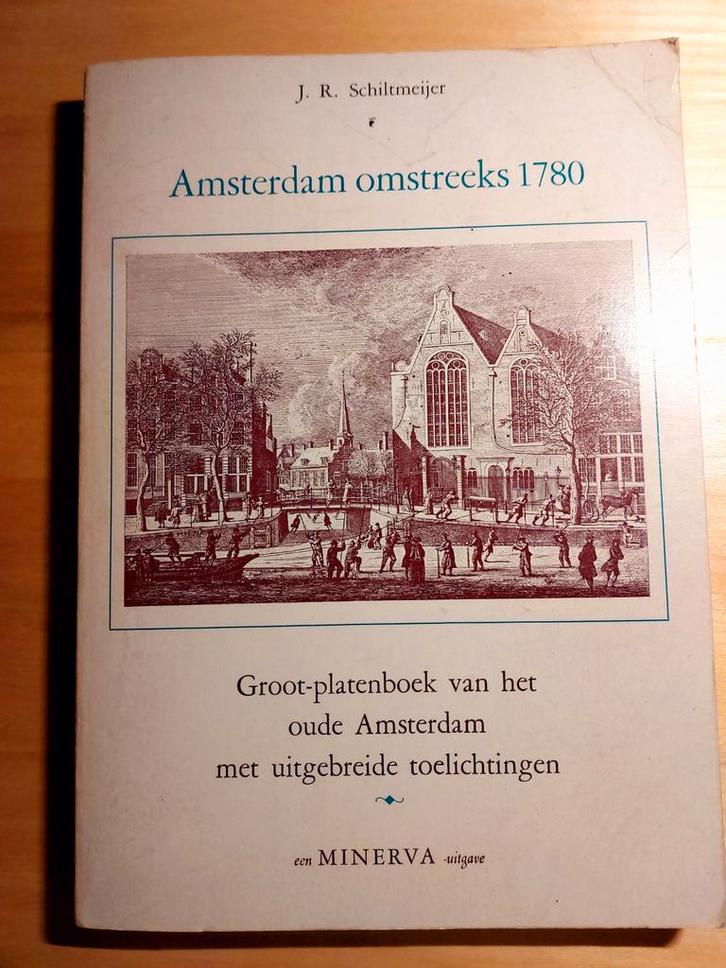 J. R. Schiltmeijer
Amsterdam omstreeks 1780
Groot-platenboek van het
oude Amsterdam
met uitgebreide toelichtingen
een MINERVA -uitgave